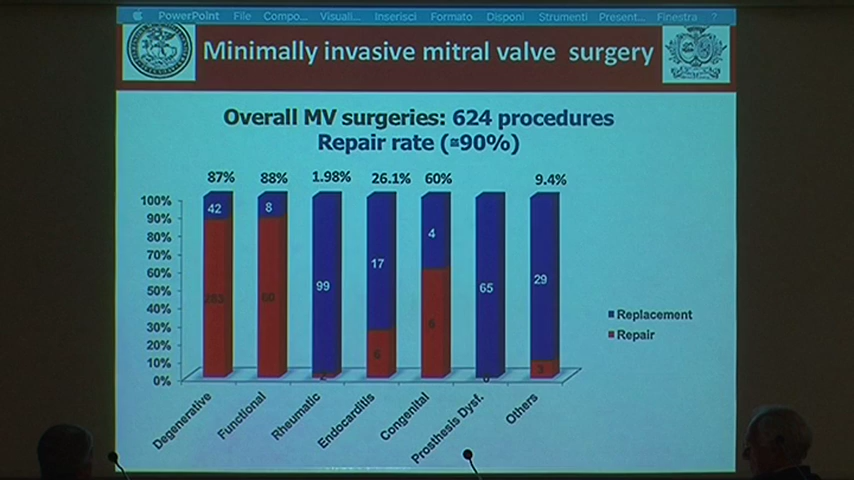 PowerPoint File Compo... Visuali... Inserisci Formato Disponi Strumenti Present... Finestra ?
Minimally invasive mitral valve surgery
Overall MV surgeries: 624 procedures
Repair rate (≅90%)
87% 88% 1.98% 26.1% 60% 9.4%
100%
90%
80%
70%
60%
50%
40%
30%
20%
10%
0%
42 8 99 17 4 65 29
283 60 2 6 6 0 3
Replacement
Repair
Degenerative
Functional
Rheumatic
Endocarditis
Congenital
Prosthesis Dysf.
Others